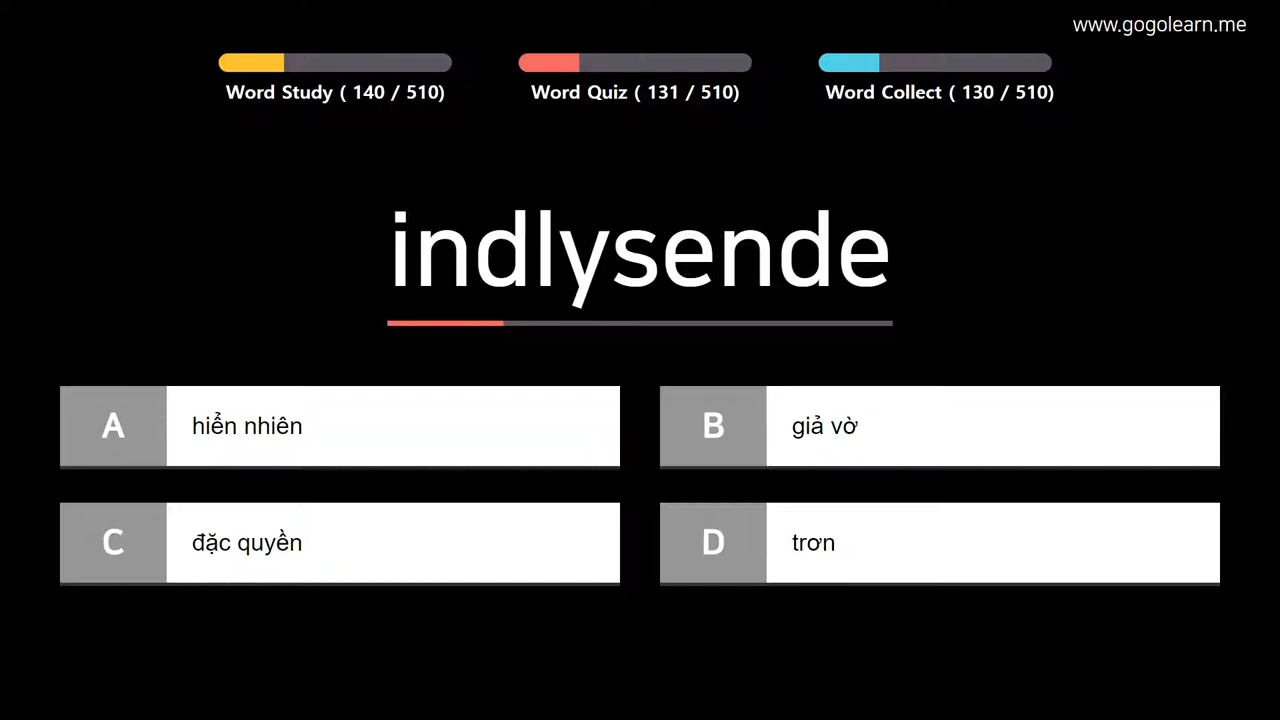 www.gogolearn.me
Word Study ( 140 / 510)
Word Quiz ( 131 / 510)
Word Collect ( 130 / 510)
indlysende
A hiển nhiên
B giả vờ
C đặc quyền
D trơn